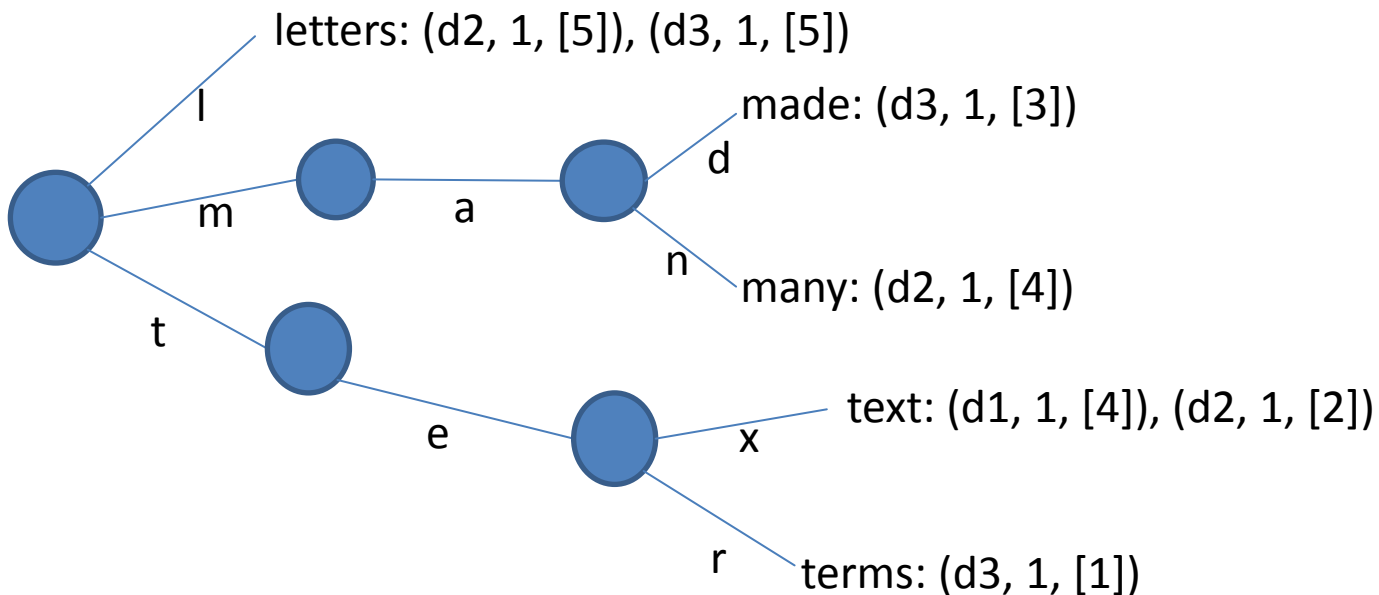 letters: (d2, 1, [5]), (d3, 1, [5])
l
made: (d3, 1, [3])
d
m
a
n
many: (d2, 1, [4])
t
text: (d1, 1, [4]), (d2, 1, [2])
e
x
r
terms: (d3, 1, [1])